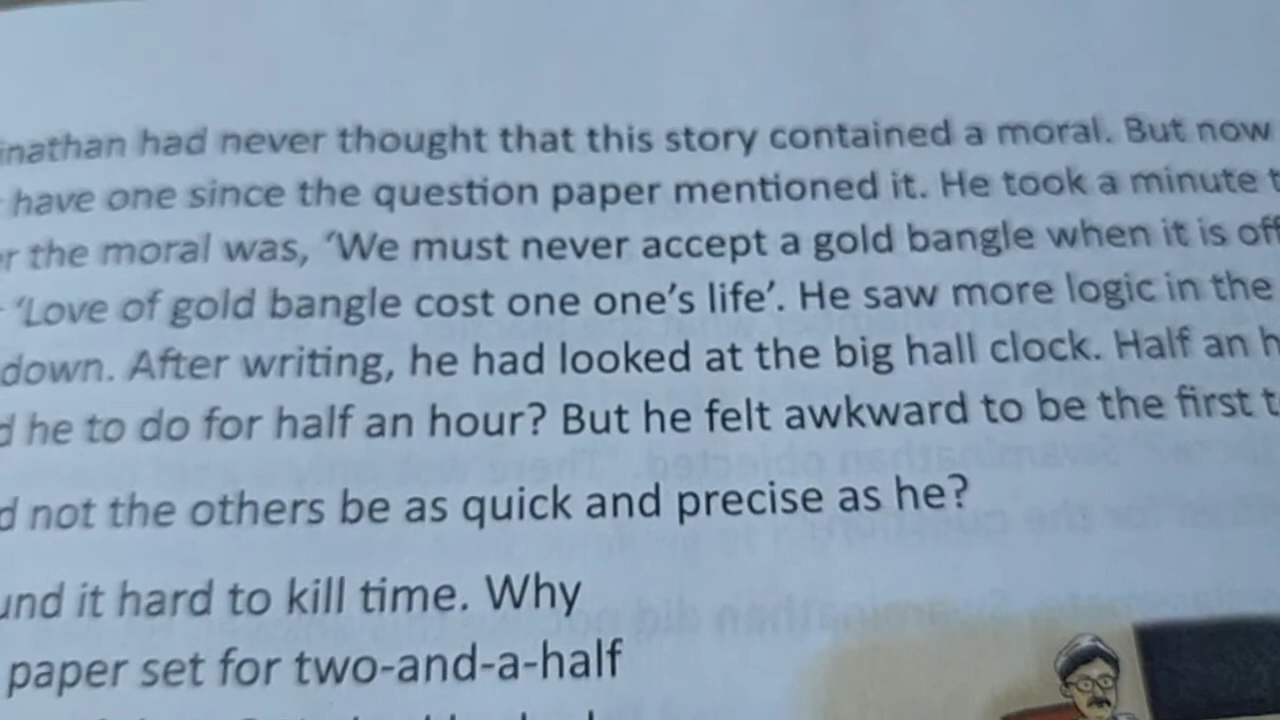 inathan had never thought that this story contained a moral. But now
have one since the question paper mentioned it. He took a minute t
r the moral was, ‘We must never accept a gold bangle when it is off
‘Love of gold bangle cost one one’s life’. He saw more logic in the
down. After writing, he had looked at the big hall clock. Half an h
d he to do for half an hour? But he felt awkward to be the first t
d not the others be as quick and precise as he?
und it hard to kill time. Why
paper set for two-and-a-half